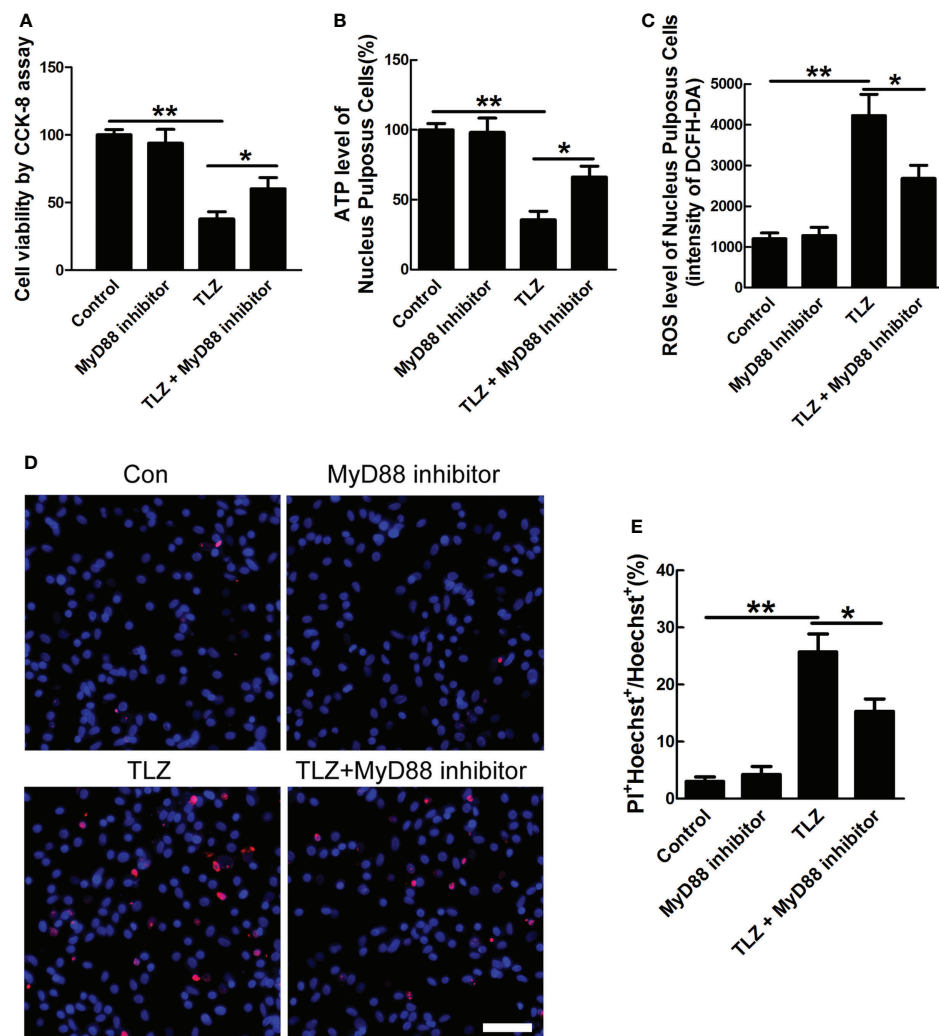 A
Cell viability by CCK-8 assay
150
100
50
0
**
*
Control
MyD88 inhibitor
TLZ
TLZ + MyD88 inhibitor
B
ATP level of
Nucleus Pulposus Cells(%)
150
100
50
0
**
*
Control
MyD88 inhibitor
TLZ
TLZ + MyD88 inhibitor
C
ROS level of Nucleus Pulposus Cells
(intensity of DCFH-DA)
5000
4000
3000
2000
1000
0
**
*
Control
MyD88 Inhibitor
TLZ
TLZ + MyD88 Inhibitor
D
Con
MyD88 inhibitor
TLZ
TLZ+MyD88 inhibitor
E
PI+Hoechst+/Hoechst+(%)
40
30
20
10
0
**
*
Control
MyD88 inhibitor
TLZ
TLZ + MyD88 inhibitor